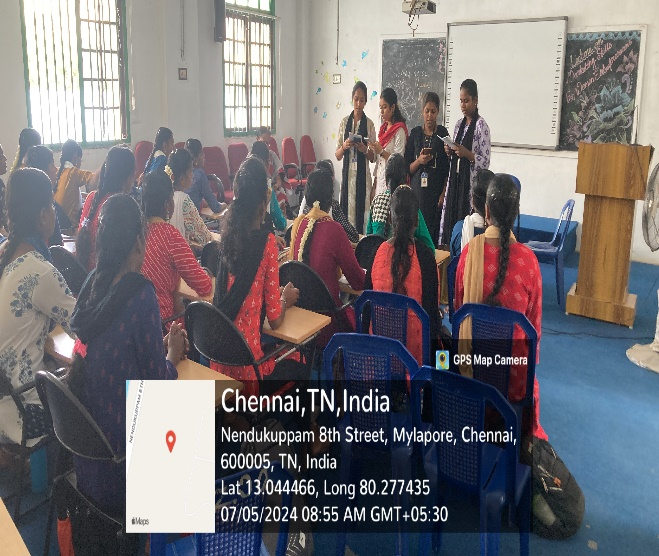 GPS Map Camera
Chennai,TN,India
Nendukuppam 8th Street, Mylapore, Chennai,
600005, TN, India
Lat 13.044466, Long 80.277435
07/05/2024 08:55 AM GMT+05:30
Maps